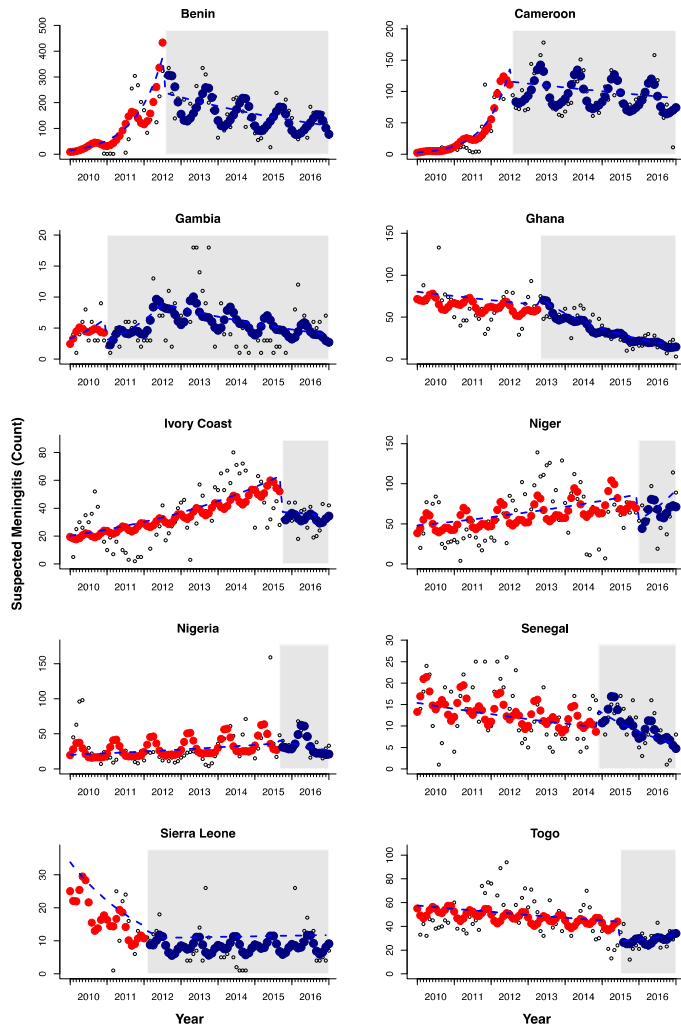 Benin
Cameroon
0 100 200 300 400 500
0 50 100 150 200
2010 2011 2012 2013 2014 2015 2016
2010 2011 2012 2013 2014 2015 2016
Gambia
Ghana
0 5 10 15 20
0 50 100 150
2010 2011 2012 2013 2014 2015 2016
2010 2011 2012 2013 2014 2015 2016
Suspected Meningitis (Count)
Ivory Coast
Niger
0 20 40 60 80
0 50 100 150
2010 2011 2012 2013 2014 2015 2016
2010 2011 2012 2013 2014 2015 2016
Nigeria
Senegal
0 50 100 150
0 5 10 15 20 25 30
2010 2011 2012 2013 2014 2015 2016
2010 2011 2012 2013 2014 2015 2016
Sierra Leone
Togo
0 10 20 30
0 20 40 60 80 100
2010 2011 2012 2013 2014 2015 2016
2010 2011 2012 2013 2014 2015 2016
Year
Year